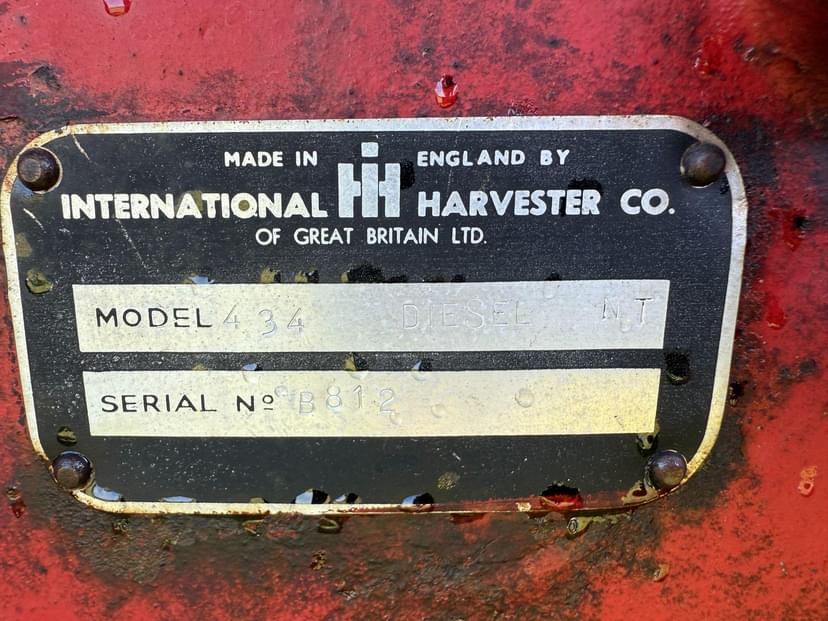 MADE IN IH ENGLAND BY
INTERNATIONAL HARVESTER CO.
OF GREAT BRITAIN LTD.
MODEL 434 DIESEL NT
SERIAL Nº B812